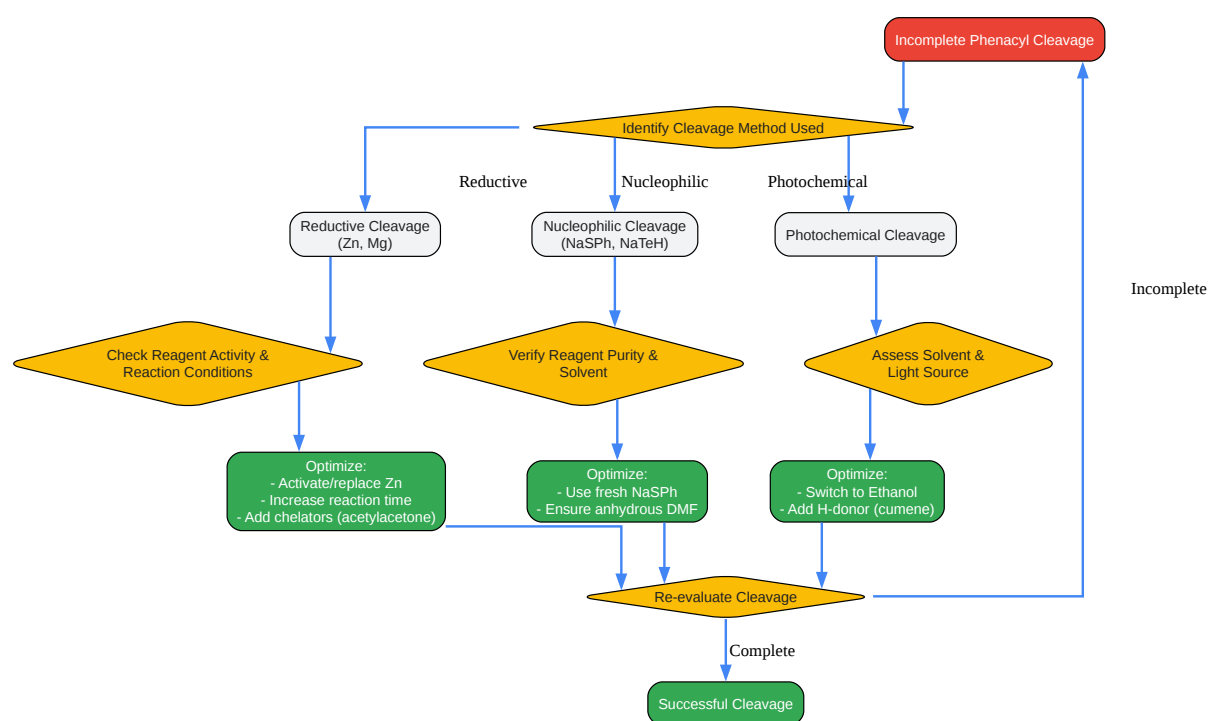 Incomplete Phenacyl Cleavage
Identify Cleavage Method Used
Reductive
Nucleophilic
Photochemical
Reductive Cleavage
(Zn, Mg)
Nucleophilic Cleavage
(NaSPh, NaTeH)
Photochemical Cleavage
Incomplete
Check Reagent Activity &
Reaction Conditions
Verify Reagent Purity &
Solvent
Assess Solvent &
Light Source
Optimize:
- Activate/replace Zn
- Increase reaction time
- Add chelators (acetylacetone)
Optimize:
- Use fresh NaSPh
- Ensure anhydrous DMF
Optimize:
- Switch to Ethanol
- Add H-donor (cumene)
Re-evaluate Cleavage
Complete
Successful Cleavage